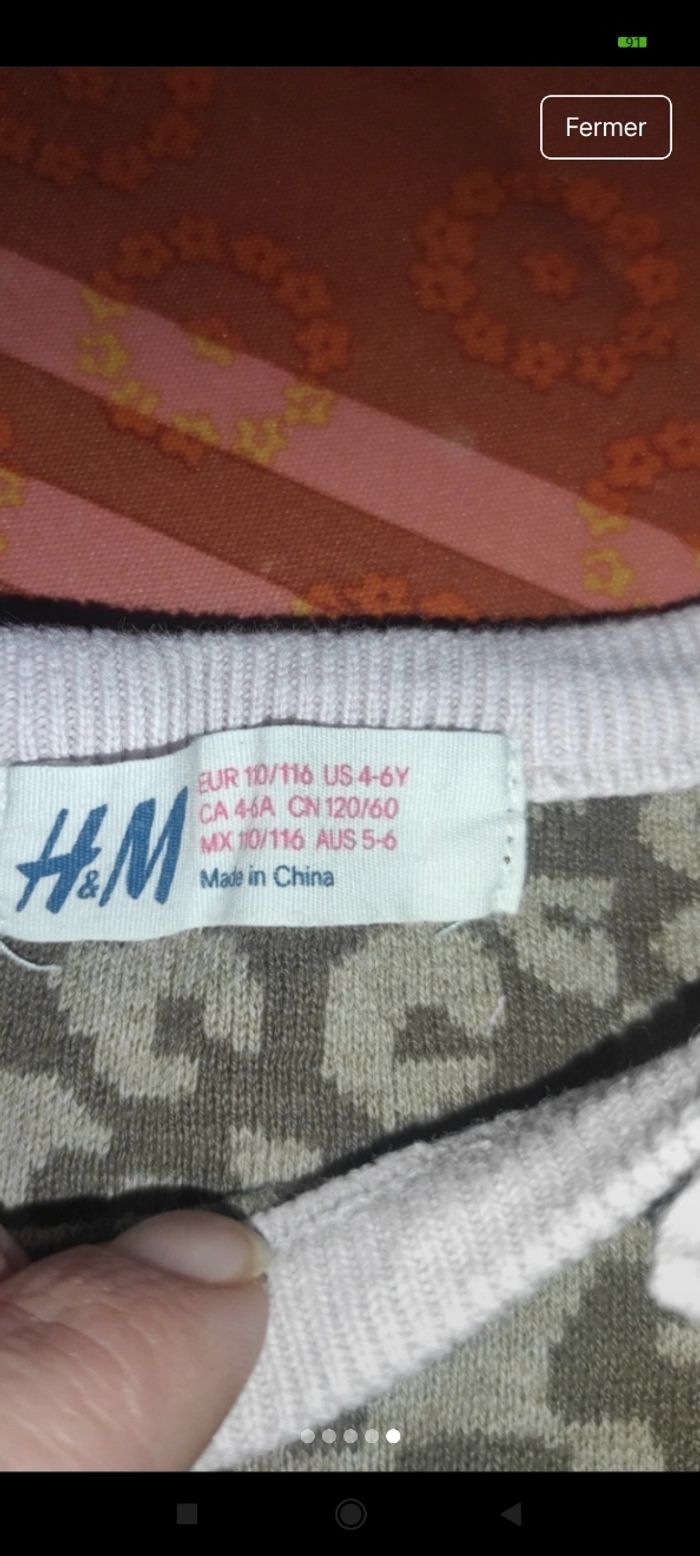 91
Fermer
H&M
EUR 110/116 US 4-6Y
CA 4-6A CN 120/60
MX 110/116 AUS 5-6
Made in China